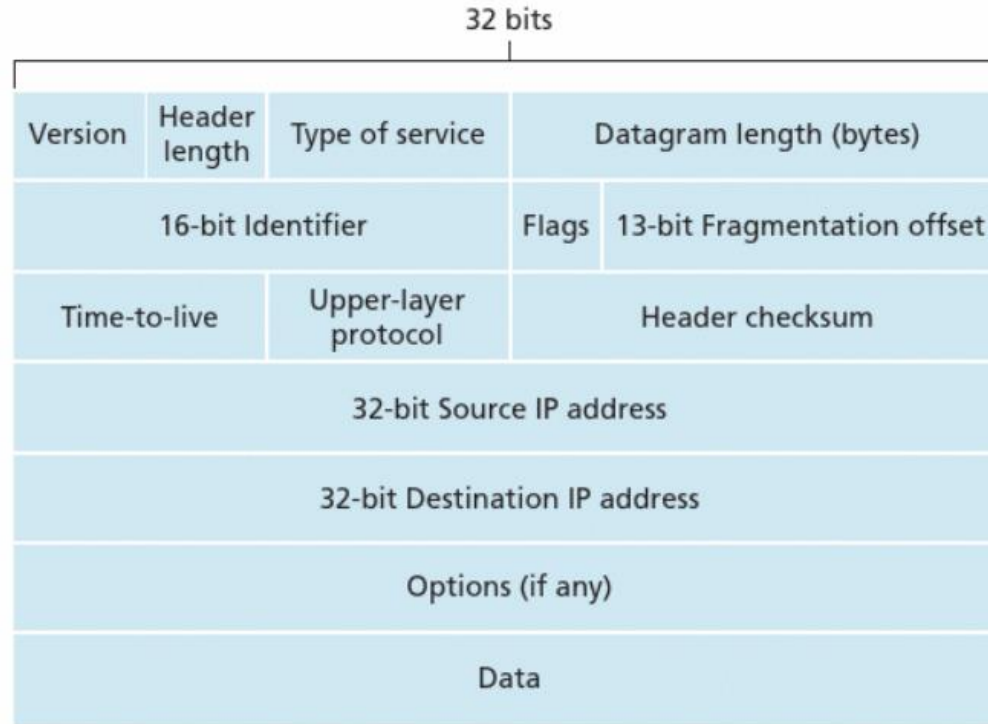 32 bits
Version
Header
length
Type of service
Datagram length (bytes)
16-bit Identifier
Flags
13-bit Fragmentation offset
Time-to-live
Upper-layer
protocol
Header checksum
32-bit Source IP address
32-bit Destination IP address
Options (if any)
Data